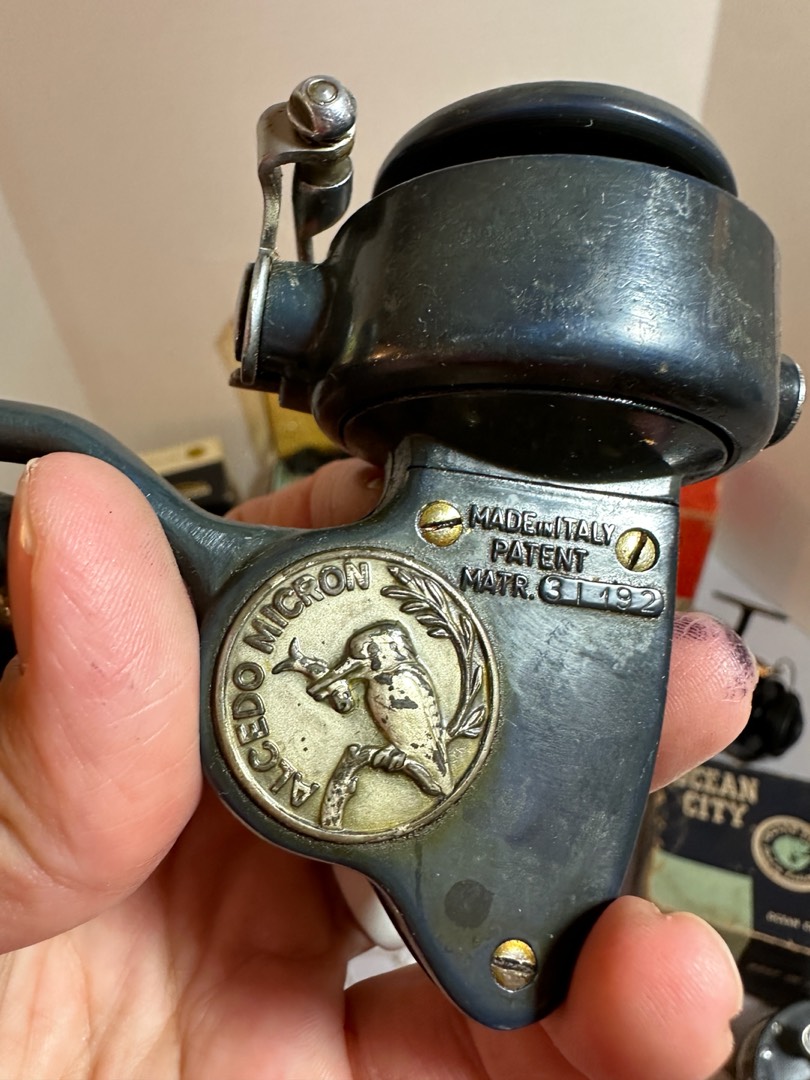 MADE IN ITALY
PATENT
MATR. 31192
ALCEDO MICRON
OCEAN
CITY